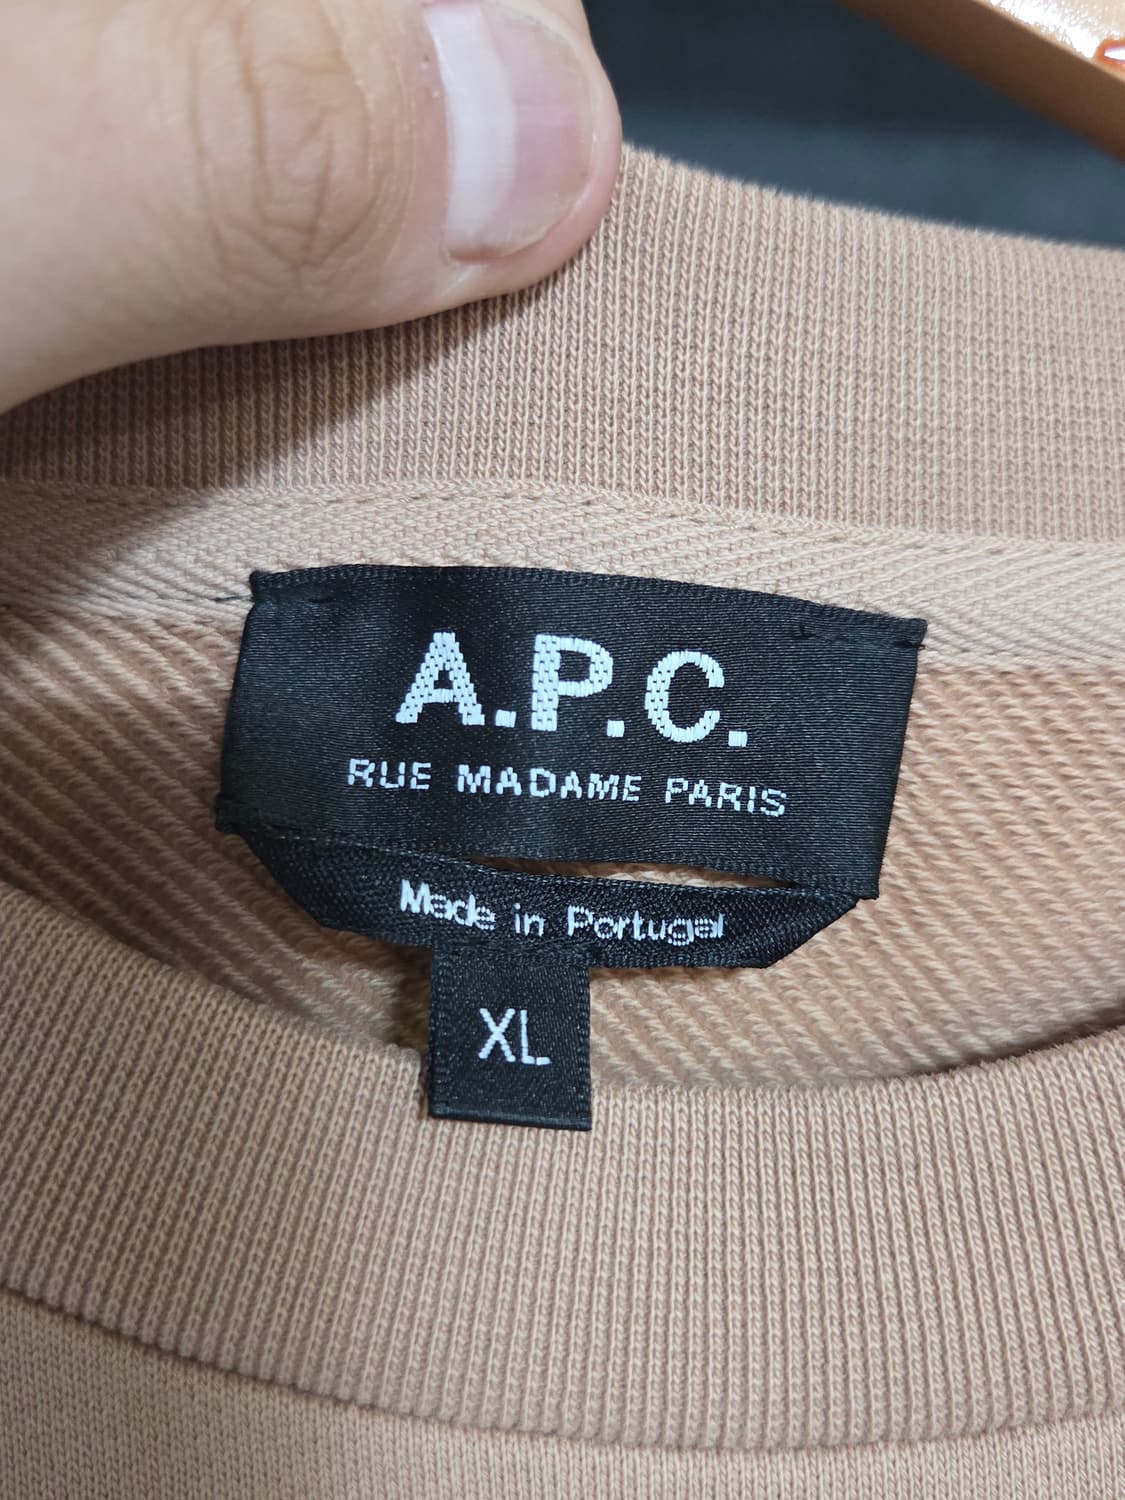 A.P.C.
RUE MADAME PARIS
Made in Portugal
XL